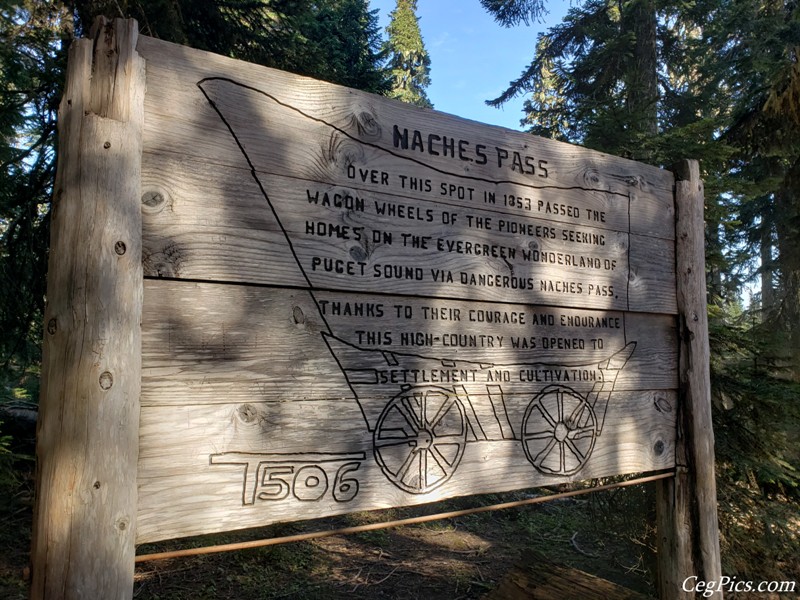 NACHES PASS
OVER THIS SPOT IN 1853 PASSED THE
WAGON WHEELS OF THE PIONEERS SEEKING
HOMES ON THE EVERGREEN WONDERLAND OF
PUGET SOUND VIA DANGEROUS NACHES PASS.
THANKS TO THEIR COURAGE AND ENDURANCE
THIS HIGH-COUNTRY WAS OPENED TO
SETTLEMENT AND CULTIVATION.
T506
CegPics.com